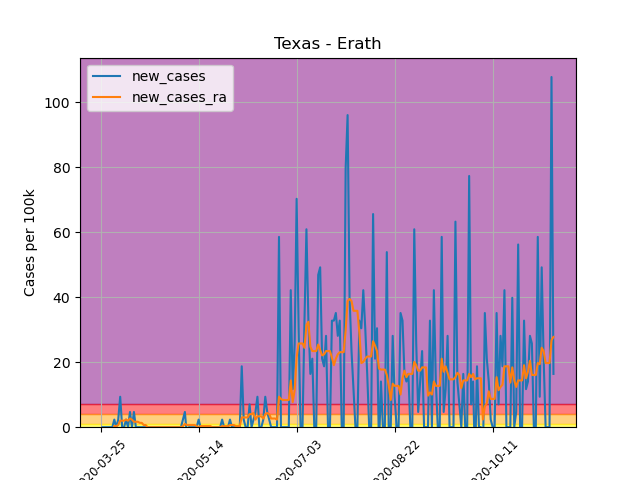 Texas - Erath
new_cases
new_cases_ra
Cases per 100k
100
80
60
40
20
0
020-03-25
020-05-14
020-07-03
020-08-22
020-10-11